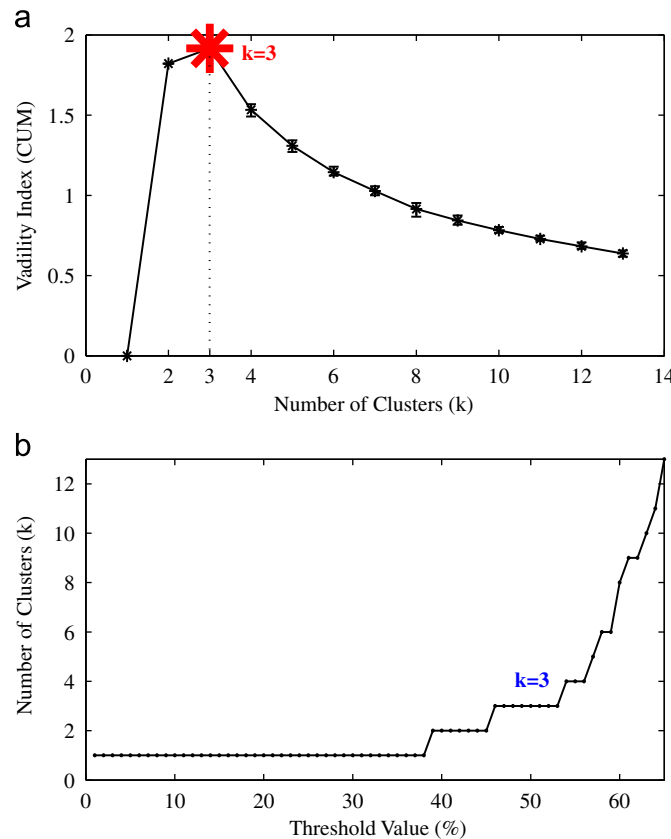 a
2
1.5
1
0.5
0
k=3
Vadility Index (CUM)
0 2 3 4 6 8 10 12 14
Number of Clusters (k)
b
12
10
8
6
4
2
0
k=3
Number of Clusters (k)
0 10 20 30 40 50 60
Threshold Value (%)